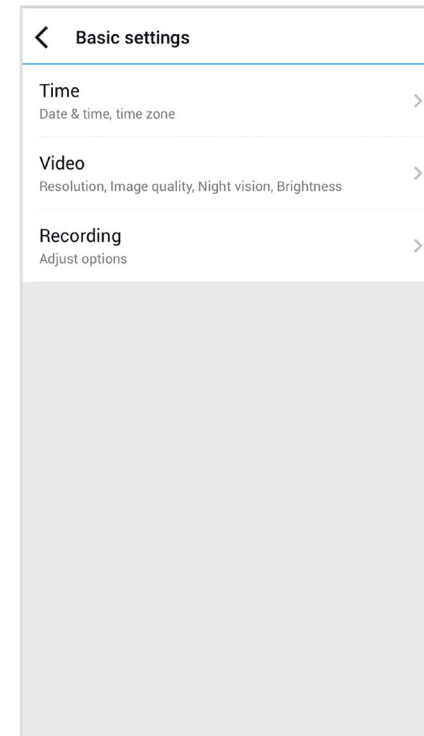 Basic settings
Time
Date & time, time zone
Video
Resolution, Image quality, Night vision, Brightness
Recording
Adjust options